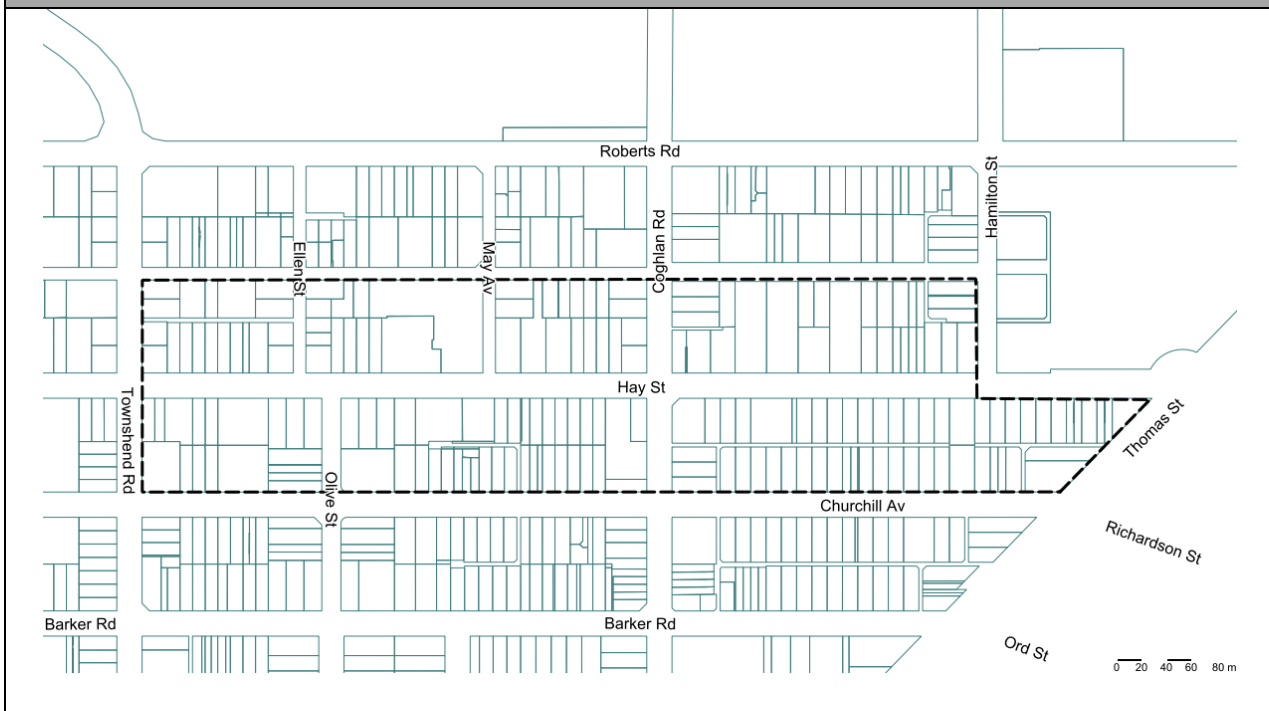 Roberts Rd
Hamilton St
Coghlan Rd
Ellen St
May Av
Hay St
Townshend Rd
Thomas St
Olive St
Churchill Av
Richardson St
Barker Rd
Barker Rd
Ord St
0 20 40 60 80 m